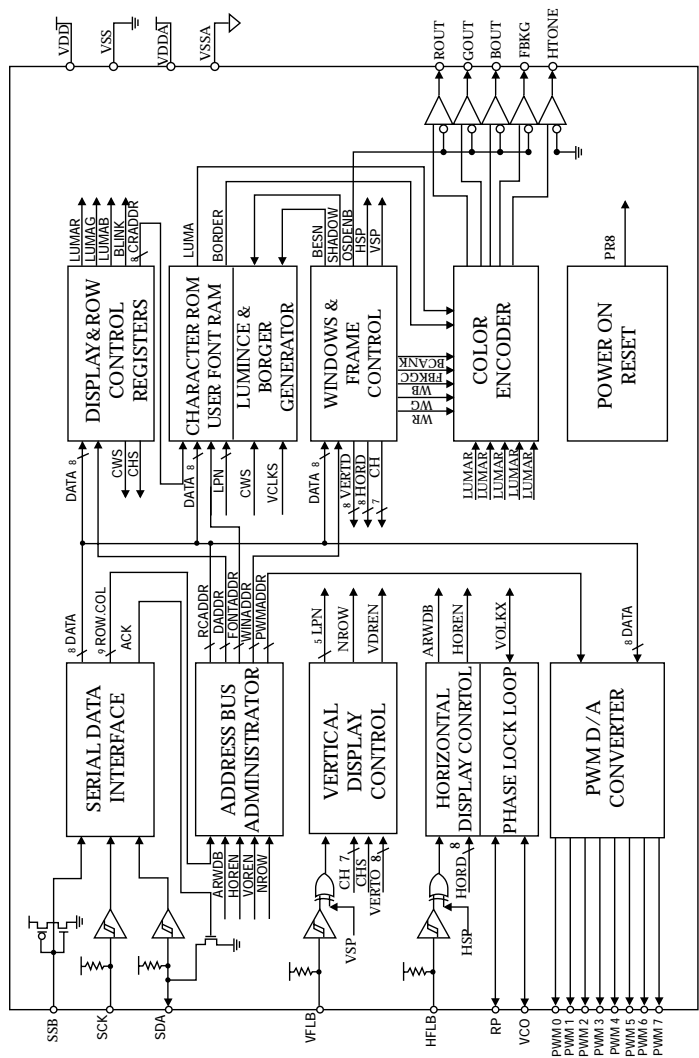 VDD
VSS
VDDA
VSSA
ROUT
GOUT
BOUT
FBKG
HTONE
LUMAR
LUMAG
LUMAB
BLINK
8 CRADDR
DISPLAY&ROW
CONTROL
REGISTERS
DATA 8
CWS
CHS
LUMA
BORDER
CHARACTER ROM
USER FONT RAM
LUMINCE &
BORGER
GENERATOR
DATA 8
LPN
CWS
VCLKS
BESN
SHADOW
OSDENB
HSP
VSP
WINDOWS &
FRAME
CONTROL
DATA 8
8 VERTD
8 HORD
7 CH
WR
WG
WB
FBKGC
BCANK
COLOR
ENCODER
LUMAR
LUMAR
LUMAR
LUMAR
LUMAR
POWER ON
RESET
PR8
8 DATA
9 ROW.COL
ACK
SERIAL DATA
INTERFACE
RCADDR
DADDR
FONTADDR
WINADDR
PWMADDR
ADDRESS BUS
ADMINISTRATOR
ARWDB
HOREN
VOREN
NROW
5 LPN
NROW
VDREN
VERTICAL
DISPLAY
CONTROL
CH 7
CHS
VERTO 8
VSP
ARWDB
HOREN
VOLKX
HORIZONTAL
DISPLAY CONRTOL
PHASE LOCK LOOP
HORD 8
HSP
8 DATA
PWM D/A
CONVERTER
SSB
SCK
SDA
VFLB
HFLB
RP
VCO
PWM 0
PWM 1
PWM 2
PWM 3
PWM 4
PWM 5
PWM 6
PWM 7